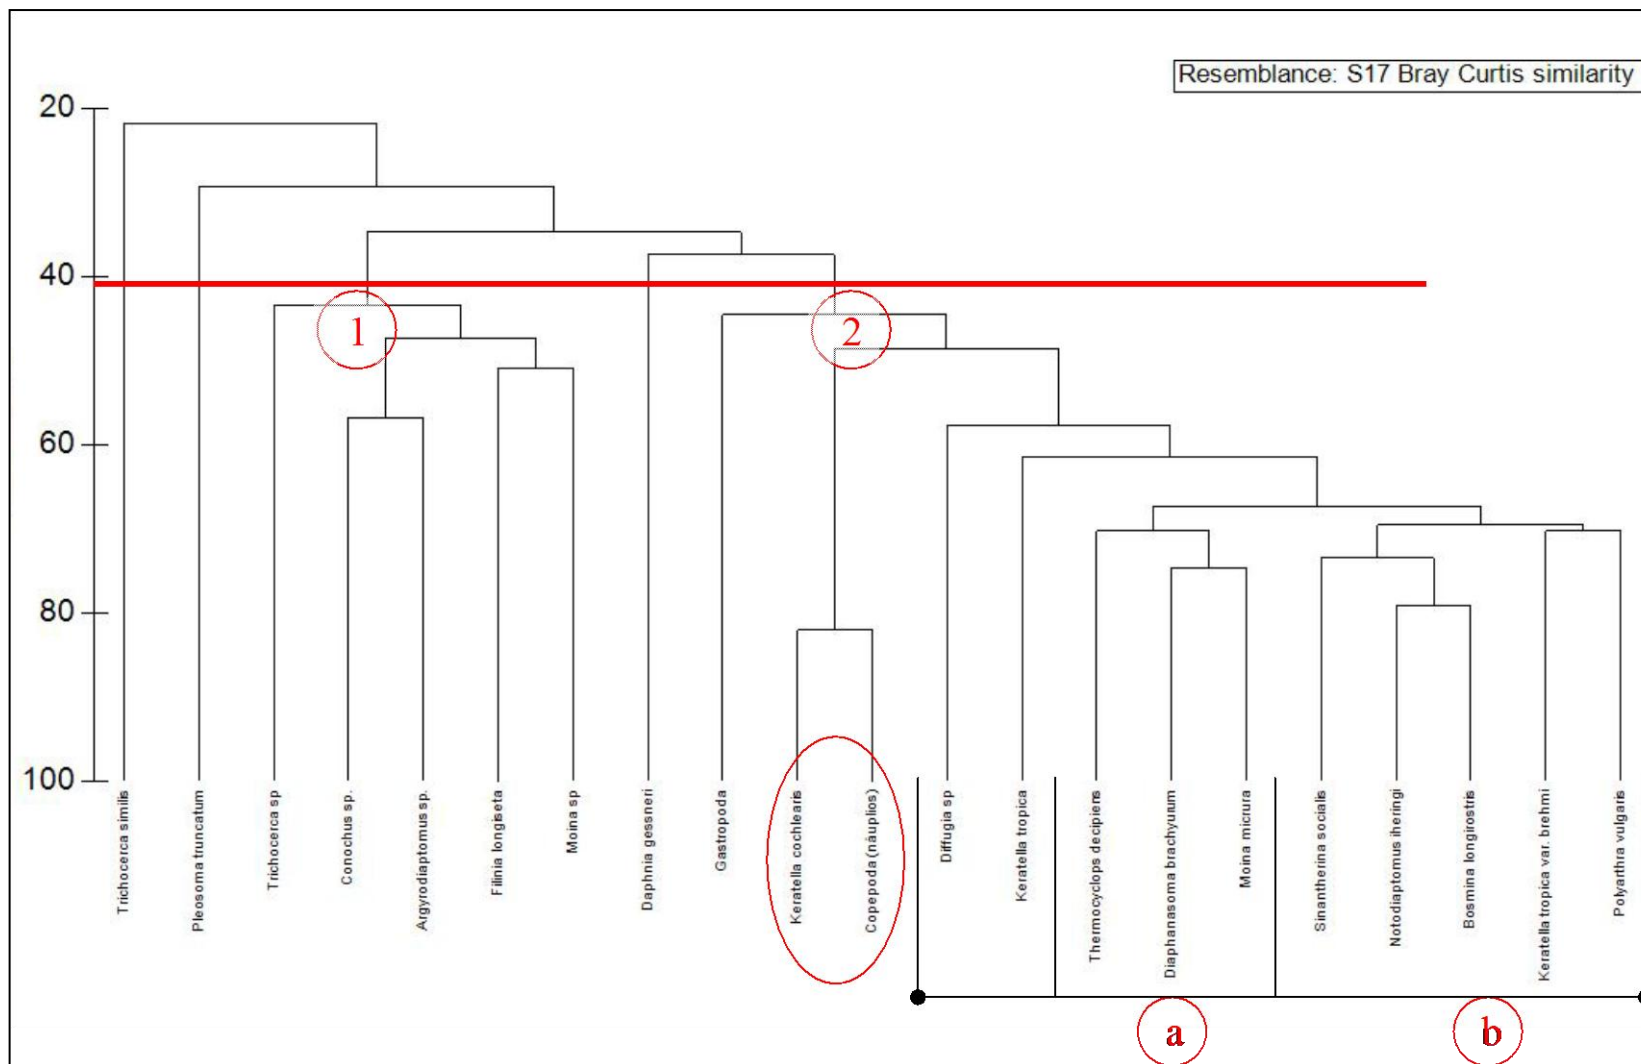 Resemblance: S17 Bray Curtis similarity
20
40
60
80
100
1
2
Trichocerca similis
Pleosoma truncatum
Trichocerca sp
Conochus sp.
Argyrodiaptomus sp.
Filinia longiseta
Moina sp
Daphnia gessneri
Gastropoda
Keratella cochlearis
Copepoda (náuplios)
Diffugia sp
Keratella tropica
Thermocyclops decipiens
Diaphanasoma brachyurum
Moina micrura
Sinantherina socialis
Notodiaptomus iheringi
Bosmina longirostris
Keratella tropica var. brehmi
Polyarthra vulgaris
a
b